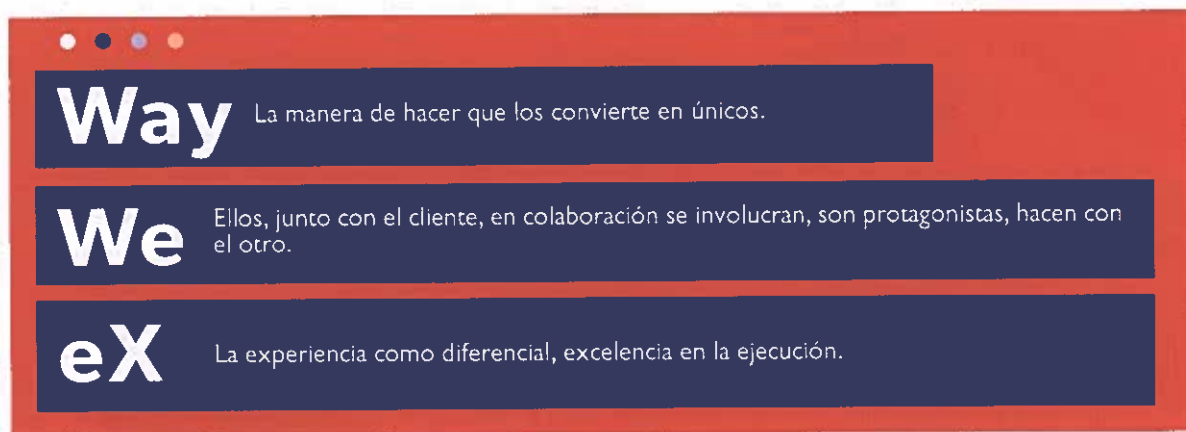 Way
La manera de hacer que los convierte en únicos.
We
Ellos, junto con el cliente, en colaboración se involucran, son protagonistas, hacen con
el otro.
eX
La experiencia como diferencial, excelencia en la ejecución.